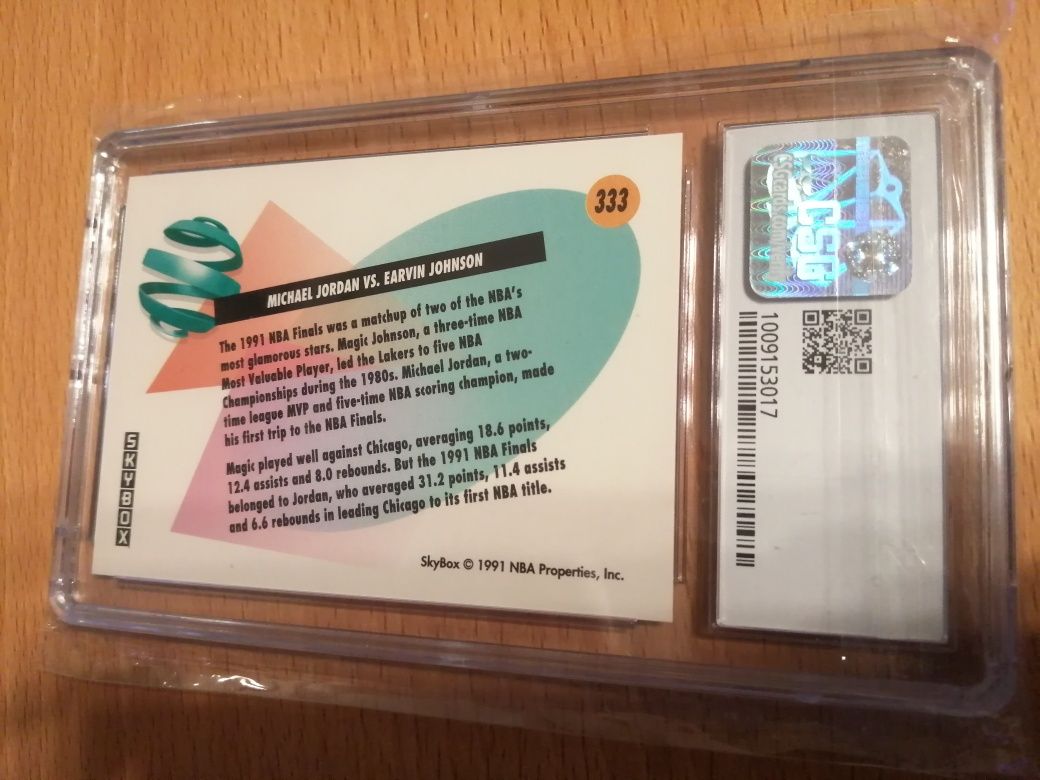 333
MICHAEL JORDAN VS. EARVIN JOHNSON
The 1991 NBA Finals was a matchup of two of the NBA's
most glamorous stars. Magic Johnson, a three-time NBA
Most Valuable Player, led the Lakers to five NBA
Championships during the 1980s. Michael Jordan, a two-
time league MVP and five-time NBA scoring champion, made
his first trip to the NBA Finals.
Magic played well against Chicago, averaging 18.6 points,
12.4 assists and 8.0 rebounds. But the 1991 NBA Finals
belonged to Jordan, who averaged 31.2 points, 11.4 assists
and 6.6 rebounds in leading Chicago to its first NBA title.
SKYBOX
SkyBox © 1991 NBA Properties, Inc.
CSG
1009153017